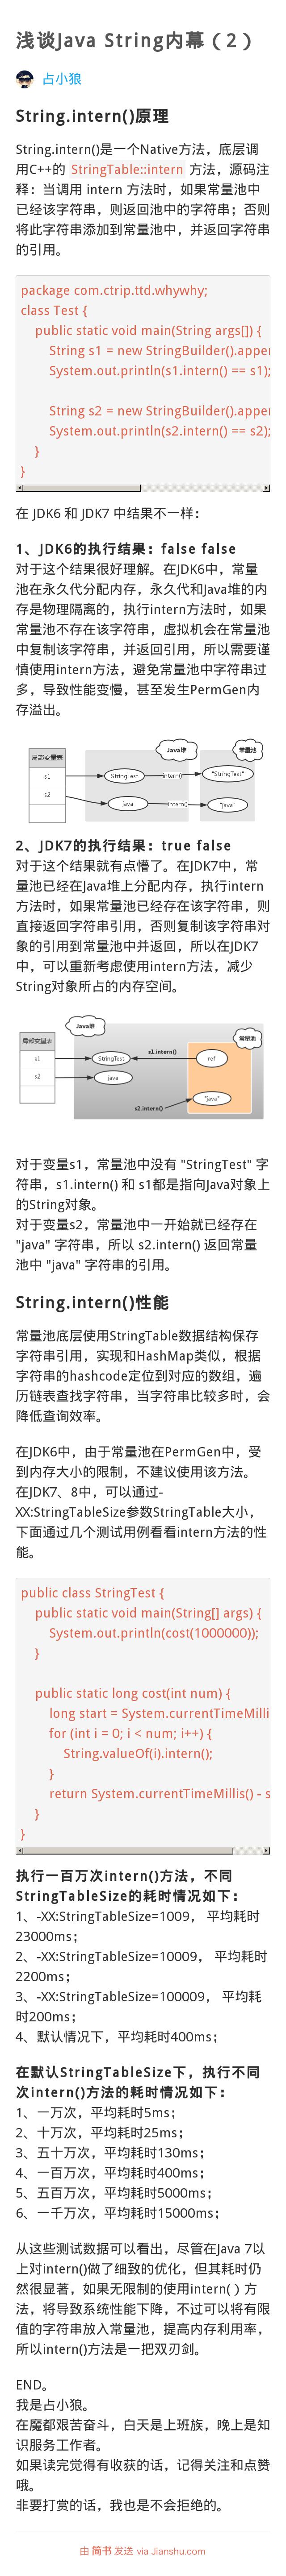 浅谈Java String内幕（2）
占小狼
String.intern()原理
String.intern()是一个Native方法，底层调
用C++的 StringTable::intern 方法，源码注
释：当调用 intern 方法时，如果常量池中
已经该字符串，则返回池中的字符串；否则
将此字符串添加到常量池中，并返回字符串
的引用。
package com.ctrip.ttd.whywhy;
class Test {
    public static void main(String args[]) {
        String s1 = new StringBuilder().apper
        System.out.println(s1.intern() == s1);
        String s2 = new StringBuilder().apper
        System.out.println(s2.intern() == s2);
    }
}
在 JDK6 和 JDK7 中结果不一样：
1、JDK6的执行结果：false false
对于这个结果很好理解。在JDK6中，常量
池在永久代分配内存，永久代和Java堆的内
存是物理隔离的，执行intern方法时，如果
常量池不存在该字符串，虚拟机会在常量池
中复制该字符串，并返回引用，所以需要谨
慎使用intern方法，避免常量池中字符串过
多，导致性能变慢，甚至发生PermGen内
存溢出。
Java堆
常量池
局部变量表
s1
StringTest
intern()
"StringTest"
s2
java
intern()
"java"
2、JDK7的执行结果：true false
对于这个结果就有点懵了。在JDK7中，常
量池已经在Java堆上分配内存，执行intern
方法时，如果常量池已经存在该字符串，则
直接返回字符串引用，否则复制该字符串对
象的引用到常量池中并返回，所以在JDK7
中，可以重新考虑使用intern方法，减少
String对象所占的内存空间。
Java堆
常量池
局部变量表
s1
StringTest
s1.intern()
ref
s2
java
s2.intern()
"java"
对于变量s1，常量池中没有 "StringTest" 字
符串，s1.intern() 和 s1都是指向Java对象上
的String对象。
对于变量s2，常量池中一开始就已经存在
"java" 字符串，所以 s2.intern() 返回常量
池中 "java" 字符串的引用。
String.intern()性能
常量池底层使用StringTable数据结构保存
字符串引用，实现和HashMap类似，根据
字符串的hashcode定位到对应的数组，遍
历链表查找字符串，当字符串比较多时，会
降低查询效率。
在JDK6中，由于常量池在PermGen中，受
到内存大小的限制，不建议使用该方法。
在JDK7、8中，可以通过-
XX:StringTableSize参数StringTable大小，
下面通过几个测试用例看看intern方法的性
能。
public class StringTest {
    public static void main(String[] args) {
        System.out.println(cost(1000000));
    }
    public static long cost(int num) {
        long start = System.currentTimeMilli
        for (int i = 0; i < num; i++) {
            String.valueOf(i).intern();
        }
        return System.currentTimeMillis() - s
    }
}
执行一百万次intern()方法，不同
StringTableSize的耗时情况如下：
1、-XX:StringTableSize=1009， 平均耗时
23000ms；
2、-XX:StringTableSize=10009， 平均耗时
2200ms；
3、-XX:StringTableSize=100009， 平均耗
时200ms；
4、默认情况下，平均耗时400ms；
在默认StringTableSize下，执行不同
次intern()方法的耗时情况如下：
1、一万次，平均耗时5ms；
2、十万次，平均耗时25ms；
3、五十万次，平均耗时130ms；
4、一百万次，平均耗时400ms；
5、五百万次，平均耗时5000ms；
6、一千万次，平均耗时15000ms；
从这些测试数据可以看出，尽管在Java 7以
上对intern()做了细致的优化，但其耗时仍
然很显著，如果无限制的使用intern( ) 方
法，将导致系统性能下降，不过可以将有限
值的字符串放入常量池，提高内存利用率，
所以intern()方法是一把双刃剑。
END。
我是占小狼。
在魔都艰苦奋斗，白天是上班族，晚上是知
识服务工作者。
如果读完觉得有收获的话，记得关注和点赞
哦。
非要打赏的话，我也是不会拒绝的。
由 简书 发送 via Jianshu.com